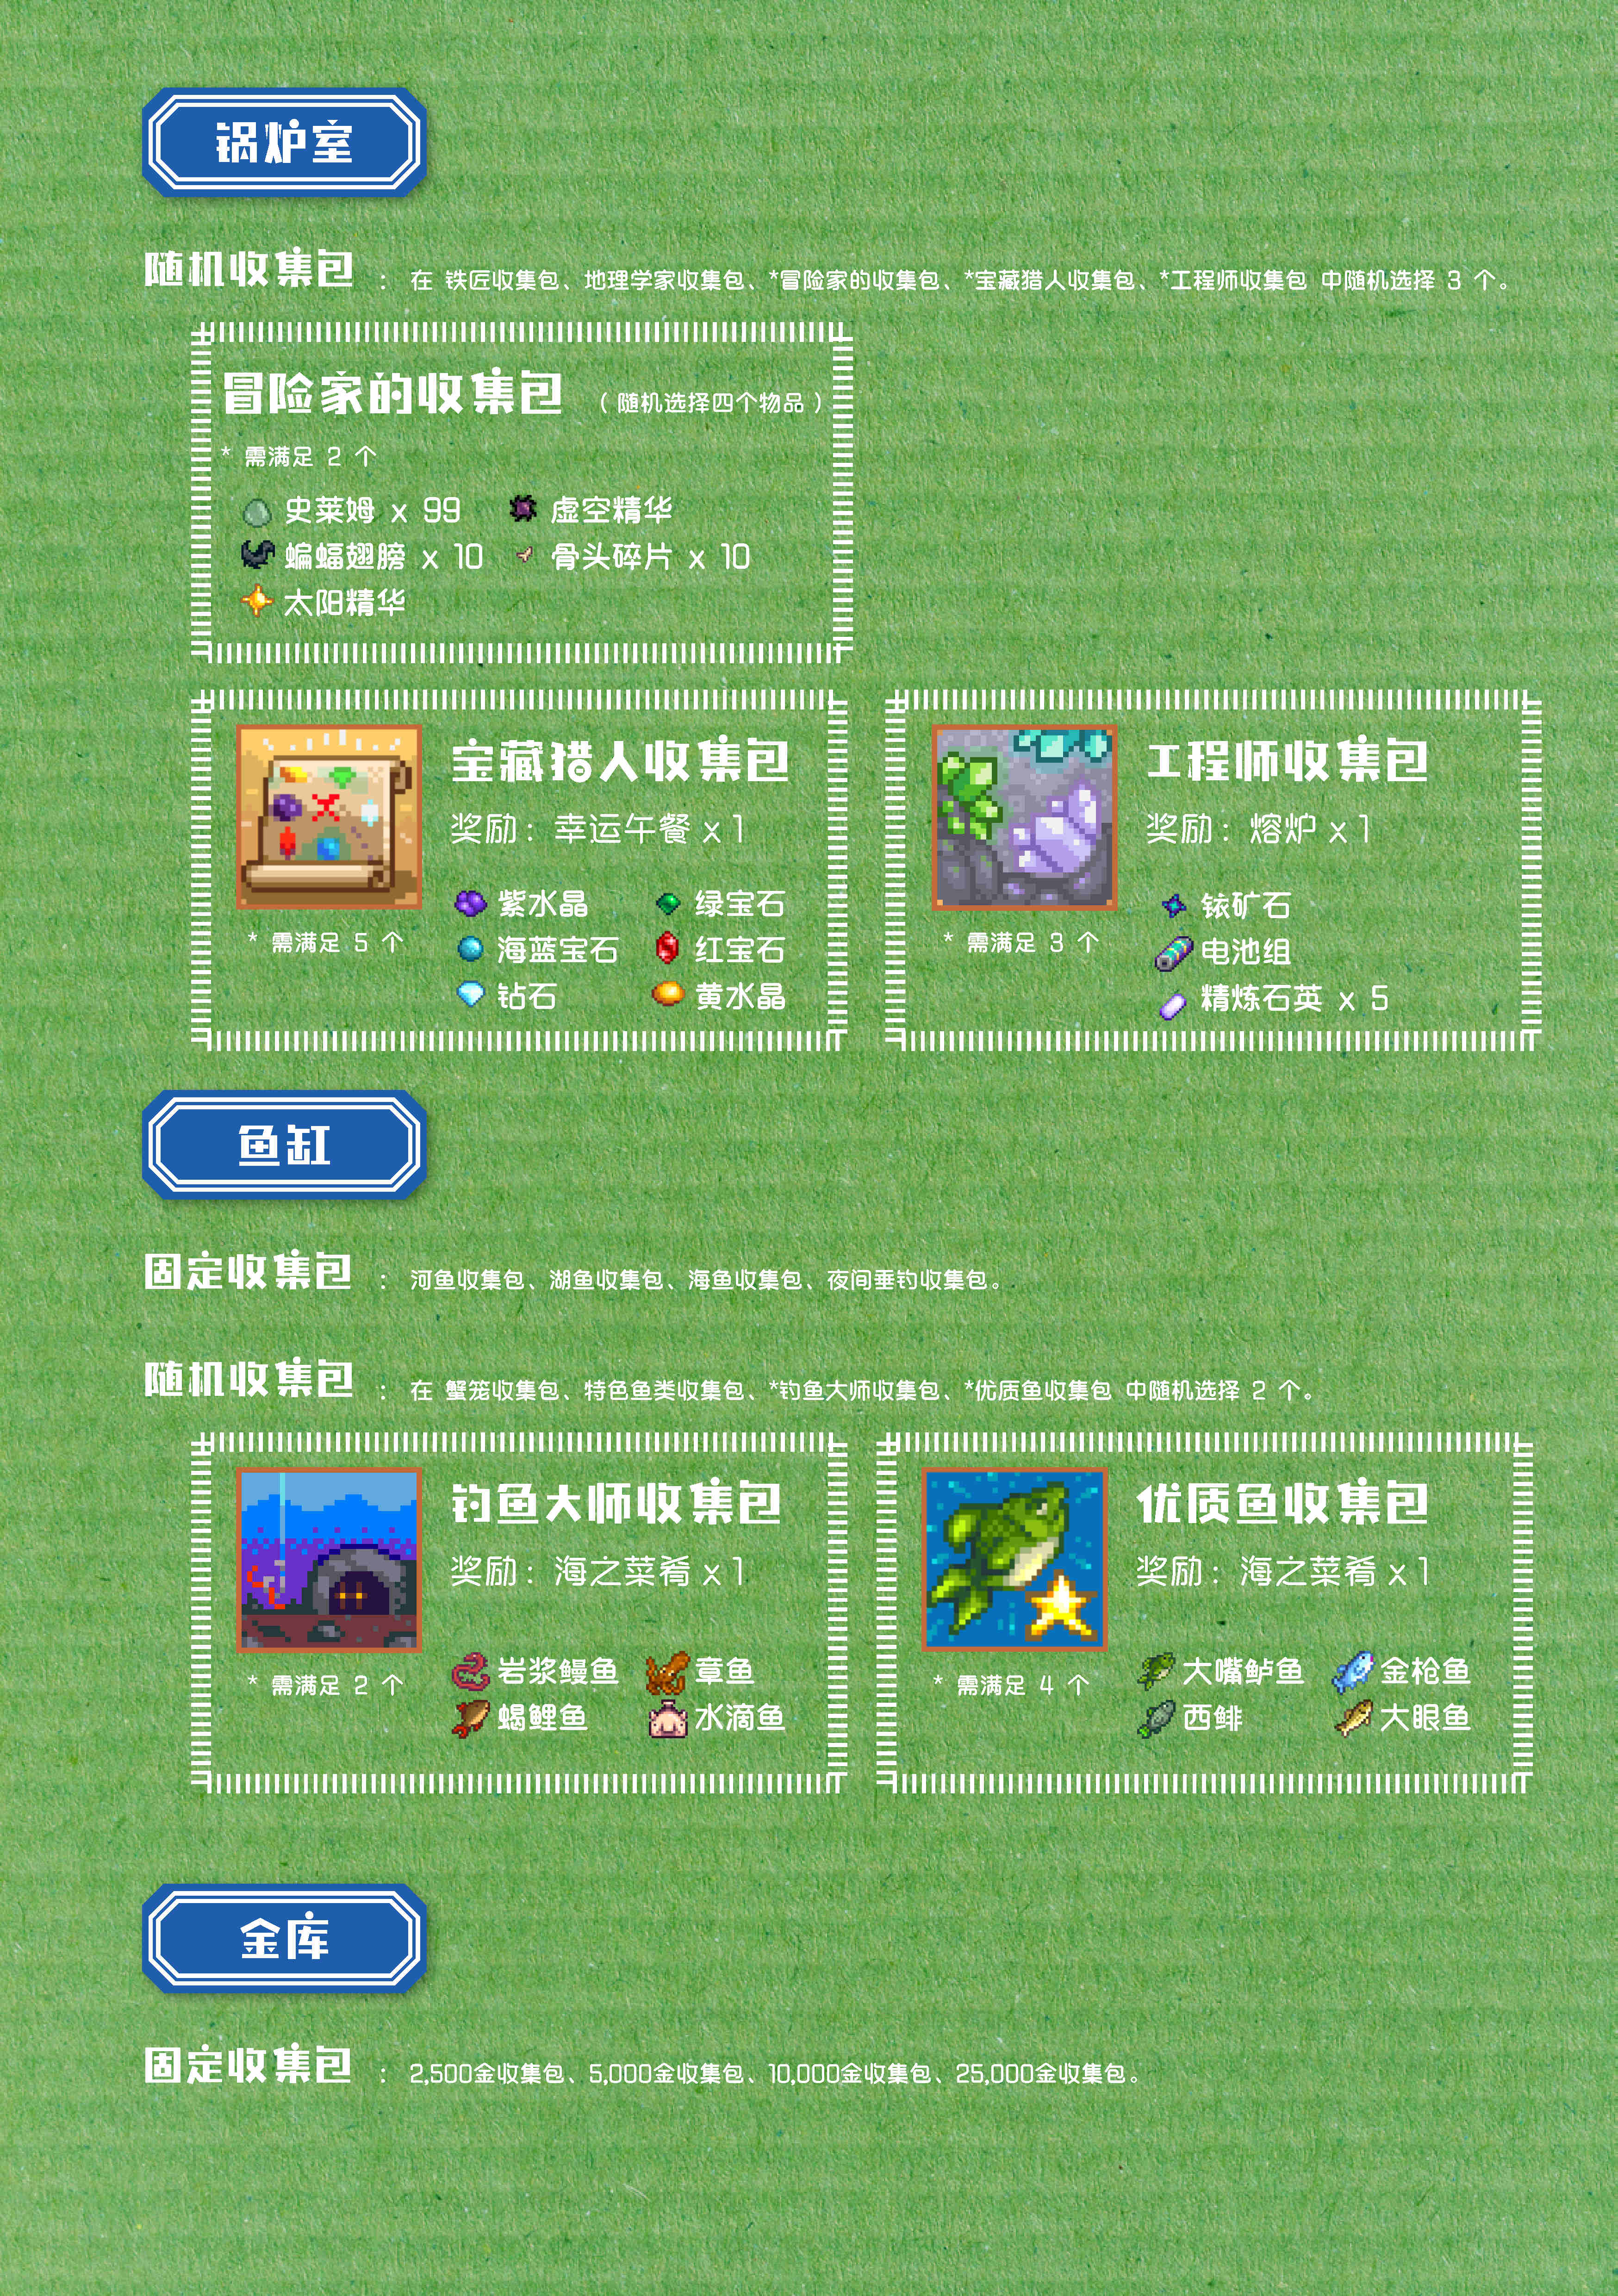 锅炉室
随机收集包 : 在 铁匠收集包、地理学家收集包、*冒险家的收集包、*宝藏猎人收集包、*工程师收集包 中随机选择 3 个。
冒险家的收集包 （随机选择四个物品）
* 需满足 2 个
史莱姆 x 99 虚空精华
蝙蝠翅膀 x 10 骨头碎片 x 10
太阳精华
宝藏猎人收集包
奖励：幸运午餐 x 1
* 需满足 5 个
紫水晶 绿宝石
海蓝宝石 红宝石
钻石 黄水晶
工程师收集包
奖励：熔炉 x 1
* 需满足 3 个
铱矿石
电池组
精炼石英 x 5
鱼缸
固定收集包 : 河鱼收集包、湖鱼收集包、海鱼收集包、夜间垂钓收集包。
随机收集包 : 在 蟹笼收集包、特色鱼类收集包、*钓鱼大师收集包、*优质鱼收集包 中随机选择 2 个。
钓鱼大师收集包
奖励：海之菜肴 x 1
* 需满足 2 个
岩浆鳗鱼 章鱼
蝎鲤鱼 水滴鱼
优质鱼收集包
奖励：海之菜肴 x 1
* 需满足 4 个
大嘴鲈鱼 金枪鱼
西鲱 大眼鱼
金库
固定收集包 : 2,500金收集包、5,000金收集包、10,000金收集包、25,000金收集包。